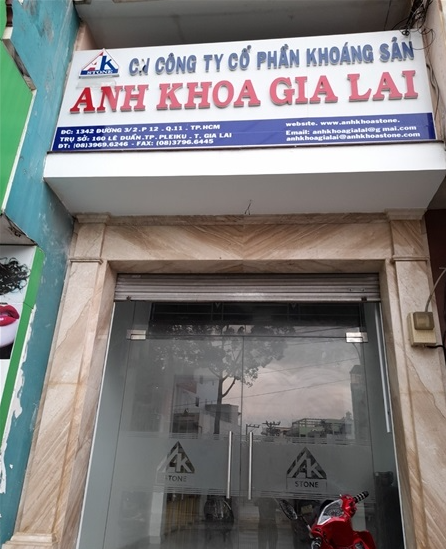 AK
STONE
CN CÔNG TY CỔ PHẦN KHOÁNG SẢN
ANH KHOA GIA LAI
ĐC: 1342 ĐƯỜNG 3/2.P 12 . Q.11 . TP.HCM
TRỤ SỞ: 160 LÊ DUẨN.TP. PLEIKU . T. GIA LAI
ĐT: (08)3969.6246 - FAX: (08)3796.6445
website. www.anhkhoastone.
Email: anhkhoagialai@g mai.com
anhkhoagialai@anhkhoastone.com
AK
STONE
AK
STONE